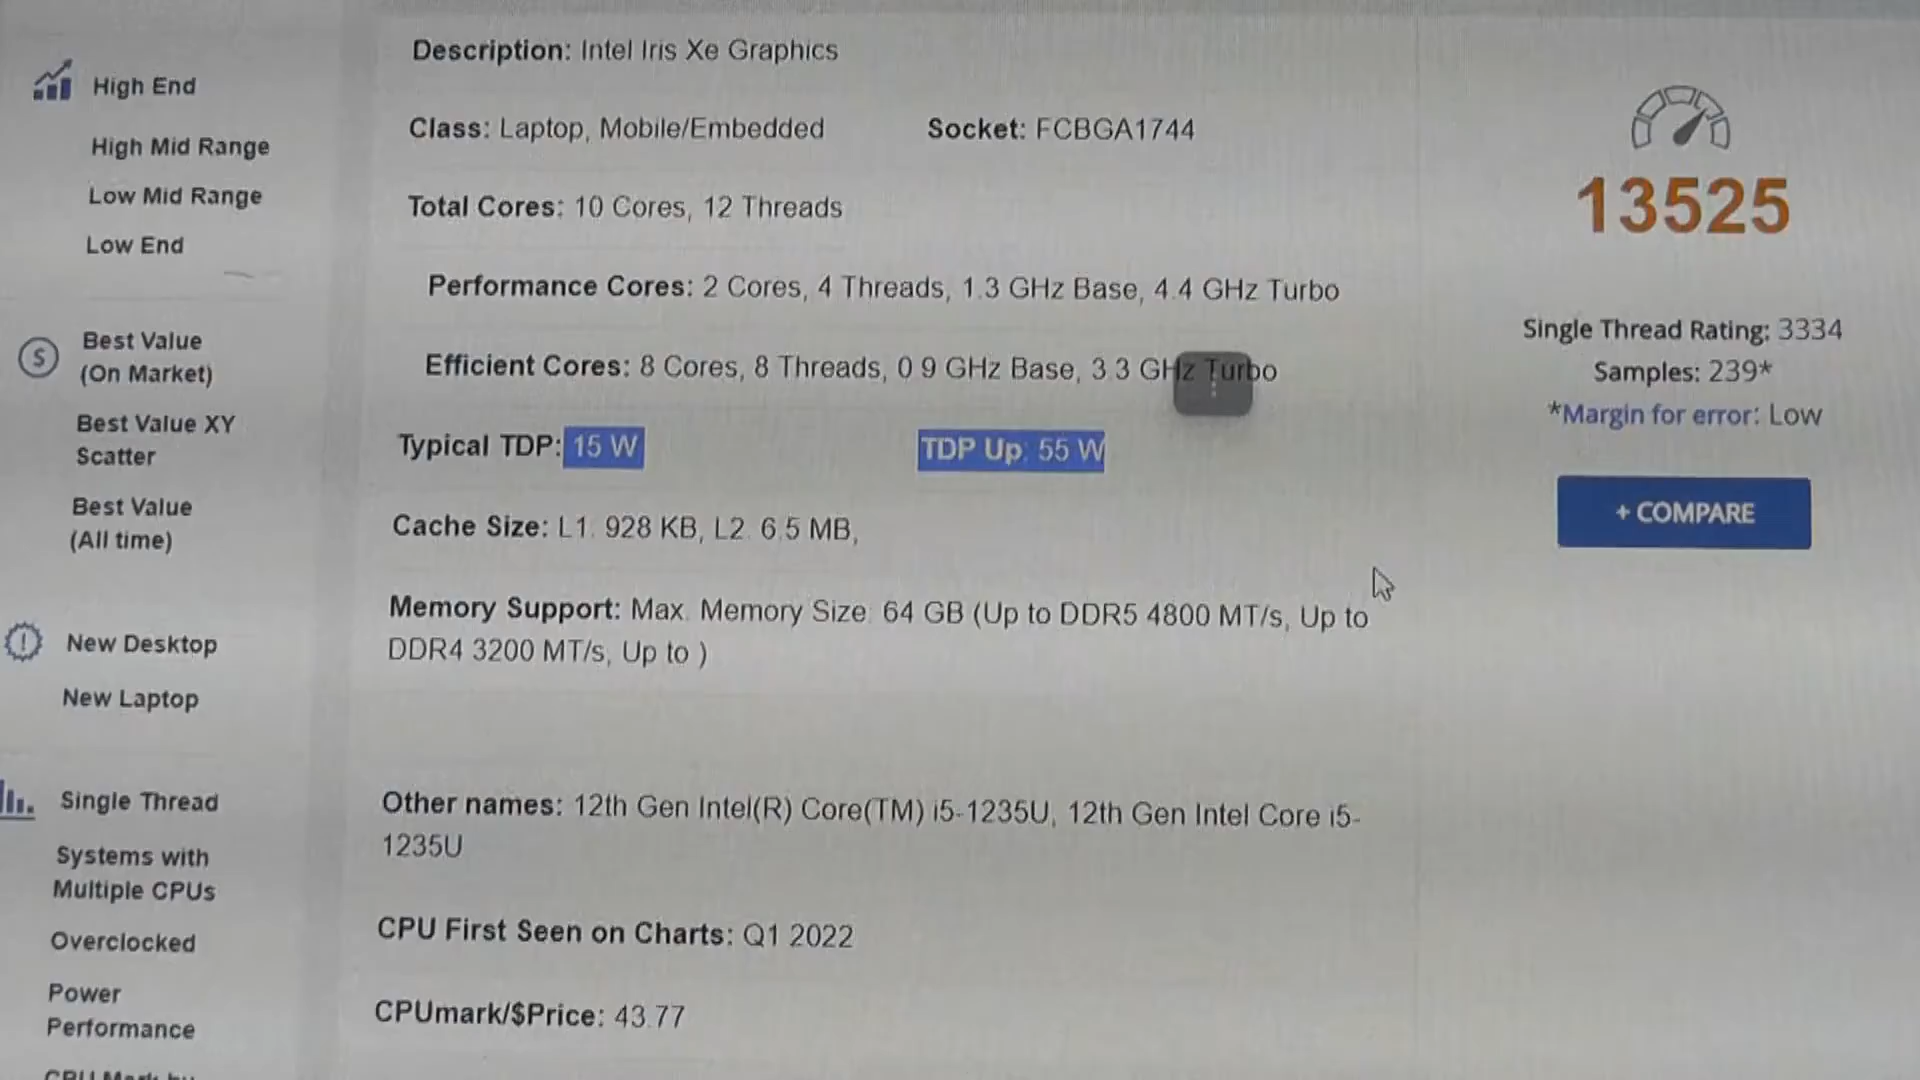 High End
High Mid Range
Low Mid Range
Low End
Best Value
(On Market)
Best Value XY
Scatter
Best Value
(All time)
New Desktop
New Laptop
Single Thread
Systems with
Multiple CPUs
Overclocked
Power
Performance
Description: Intel Iris Xe Graphics
Class: Laptop, Mobile/Embedded
Socket: FCBGA1744
Total Cores: 10 Cores, 12 Threads
Performance Cores: 2 Cores, 4 Threads, 1.3 GHz Base, 4.4 GHz Turbo
Efficient Cores: 8 Cores, 8 Threads, 0.9 GHz Base, 3.3 GHz Turbo
Typical TDP: 15 W
TDP Up: 55 W
Cache Size: L1: 928 KB, L2: 6.5 MB,
Memory Support: Max. Memory Size: 64 GB (Up to DDR5 4800 MT/s, Up to
DDR4 3200 MT/s, Up to )
Other names: 12th Gen Intel(R) Core(TM) i5-1235U, 12th Gen Intel Core i5-
1235U
CPU First Seen on Charts: Q1 2022
CPUmark/$Price: 43.77
13525
Single Thread Rating: 3334
Samples: 239*
*Margin for error: Low
+ COMPARE